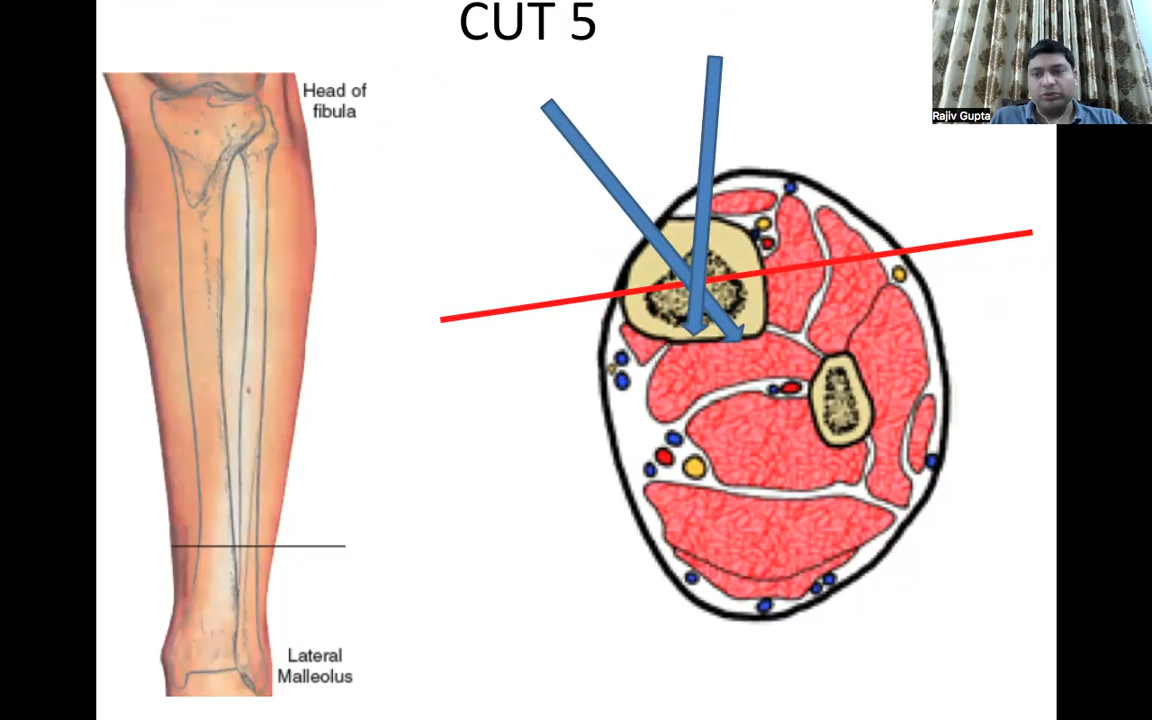 CUT 5
Head of
fibula
Rajiv Gupta
Lateral
Malleolus